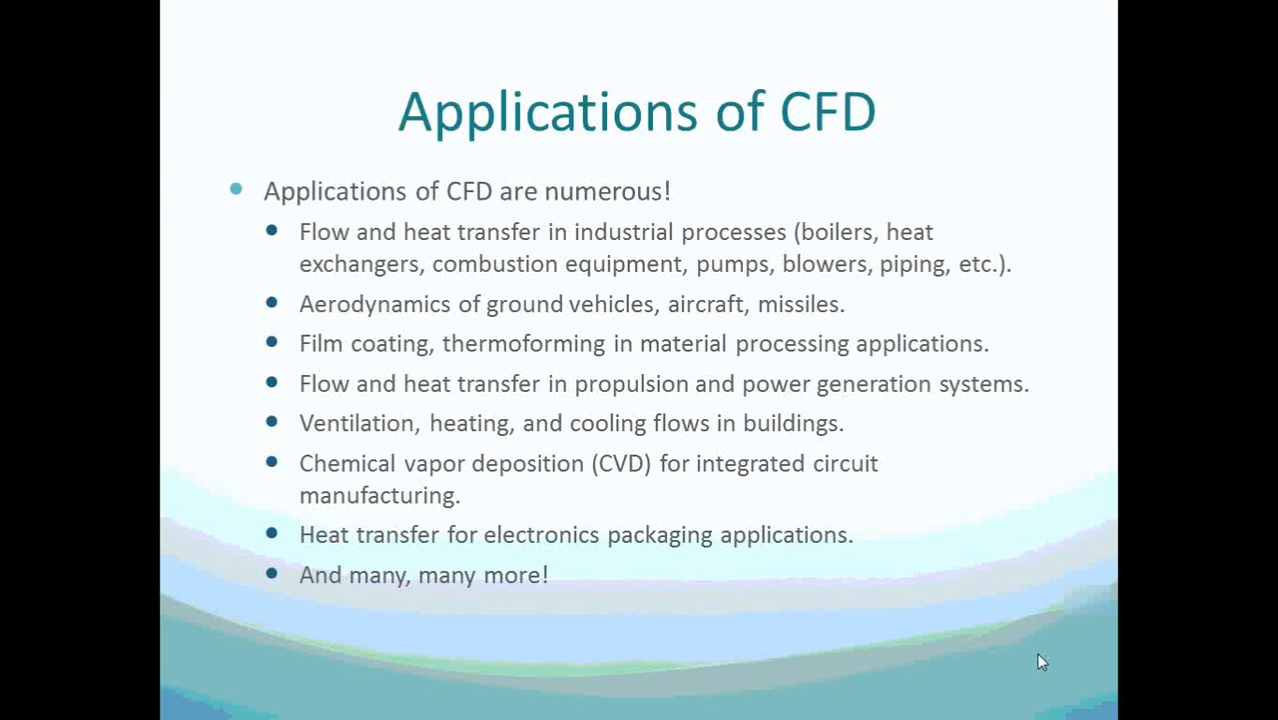 Applications of CFD
Applications of CFD are numerous!
Flow and heat transfer in industrial processes (boilers, heat
exchangers, combustion equipment, pumps, blowers, piping, etc.).
Aerodynamics of ground vehicles, aircraft, missiles.
Film coating, thermoforming in material processing applications.
Flow and heat transfer in propulsion and power generation systems.
Ventilation, heating, and cooling flows in buildings.
Chemical vapor deposition (CVD) for integrated circuit
manufacturing.
Heat transfer for electronics packaging applications.
And many, many more!